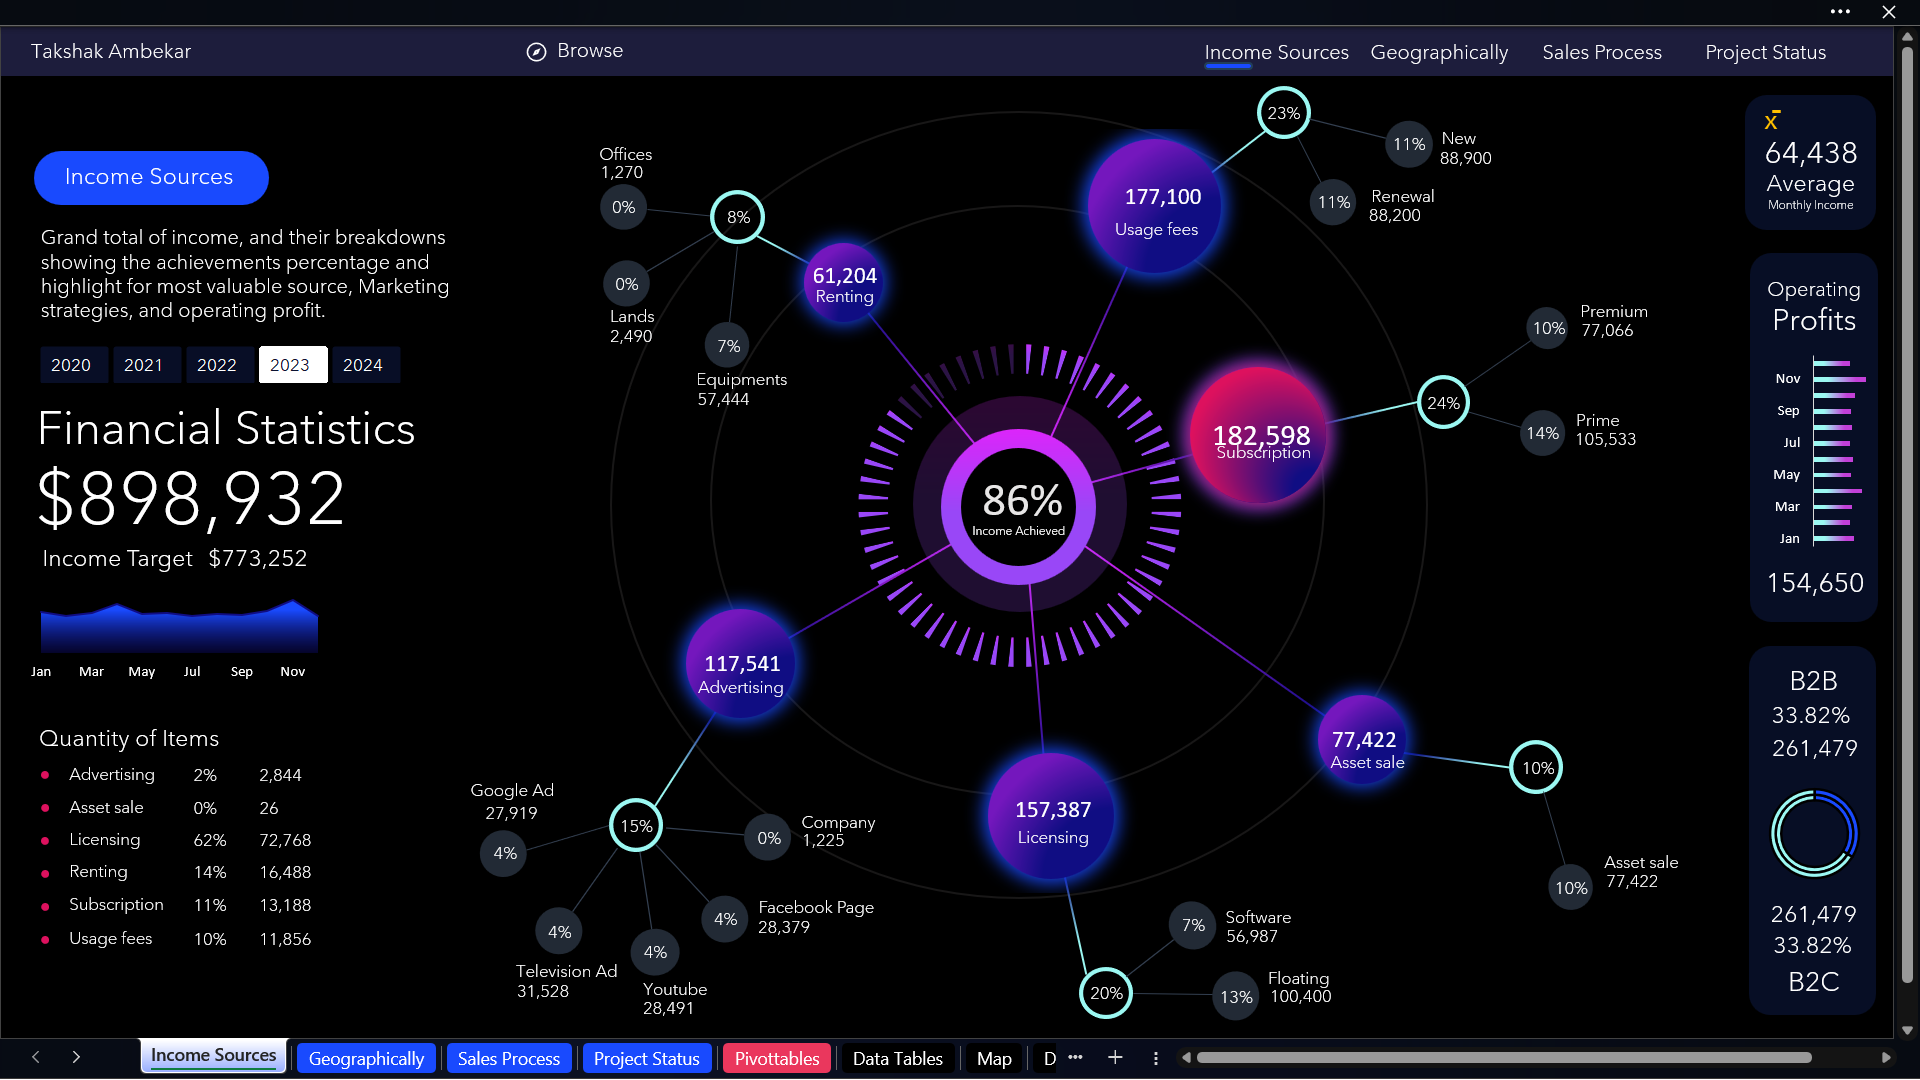 Takshak Ambekar
Browse
Income Sources
Geographically
Sales Process
Project Status
Income Sources
Grand total of income, and their breakdowns
showing the achievements percentage and
highlight for most valuable source, Marketing
strategies, and operating profit.
2020 2021 2022 2023 2024
Financial Statistics
$898,932
Income Target $773,252
Jan Mar May Jul Sep Nov
Quantity of Items
Advertising 2% 2,844
Asset sale 0% 26
Licensing 62% 72,768
Renting 14% 16,488
Subscription 11% 13,188
Usage fees 10% 11,856
86%
Income Achieved
61,204
Renting
8%
Offices
1,270
0%
0%
Lands
2,490
7%
Equipments
57,444
177,100
Usage fees
23%
11%
New
88,900
11%
Renewal
88,200
182,598
Subscription
24%
10%
Premium
77,066
14%
Prime
105,533
77,422
Asset sale
10%
10%
Asset sale
77,422
157,387
Licensing
20%
7%
Software
56,987
13%
Floating
100,400
117,541
Advertising
15%
Google Ad
27,919
4%
4%
Television Ad
31,528
4%
Youtube
28,491
4%
Facebook Page
28,379
0%
Company
1,225
x̄
64,438
Average
Monthly Income
Operating
Profits
Nov
Sep
Jul
May
Mar
Jan
154,650
B2B
33.82%
261,479
261,479
33.82%
B2C
Income Sources
Geographically
Sales Process
Project Status
Pivottables
Data Tables
Map
D